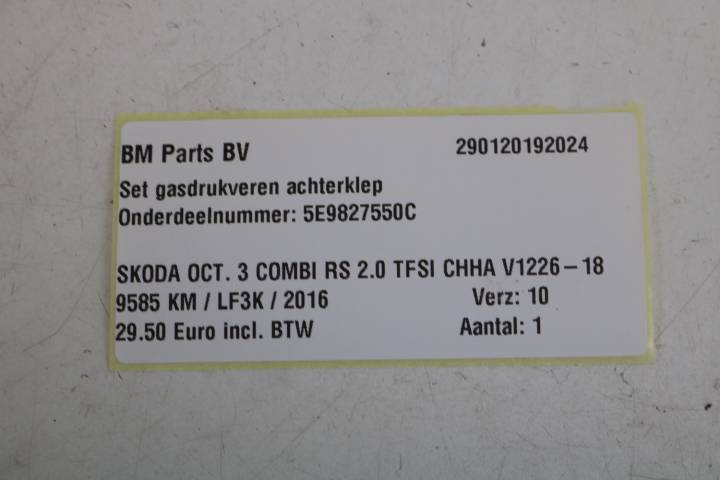 BM Parts BV 290120192024
Set gasdrukveren achterklep
Onderdeelnummer: 5E9827550C
SKODA OCT. 3 COMBI RS 2.0 TFSI CHHA V1226-18
9585 KM / LF3K / 2016 Verz: 10
29.50 Euro incl. BTW Aantal: 1